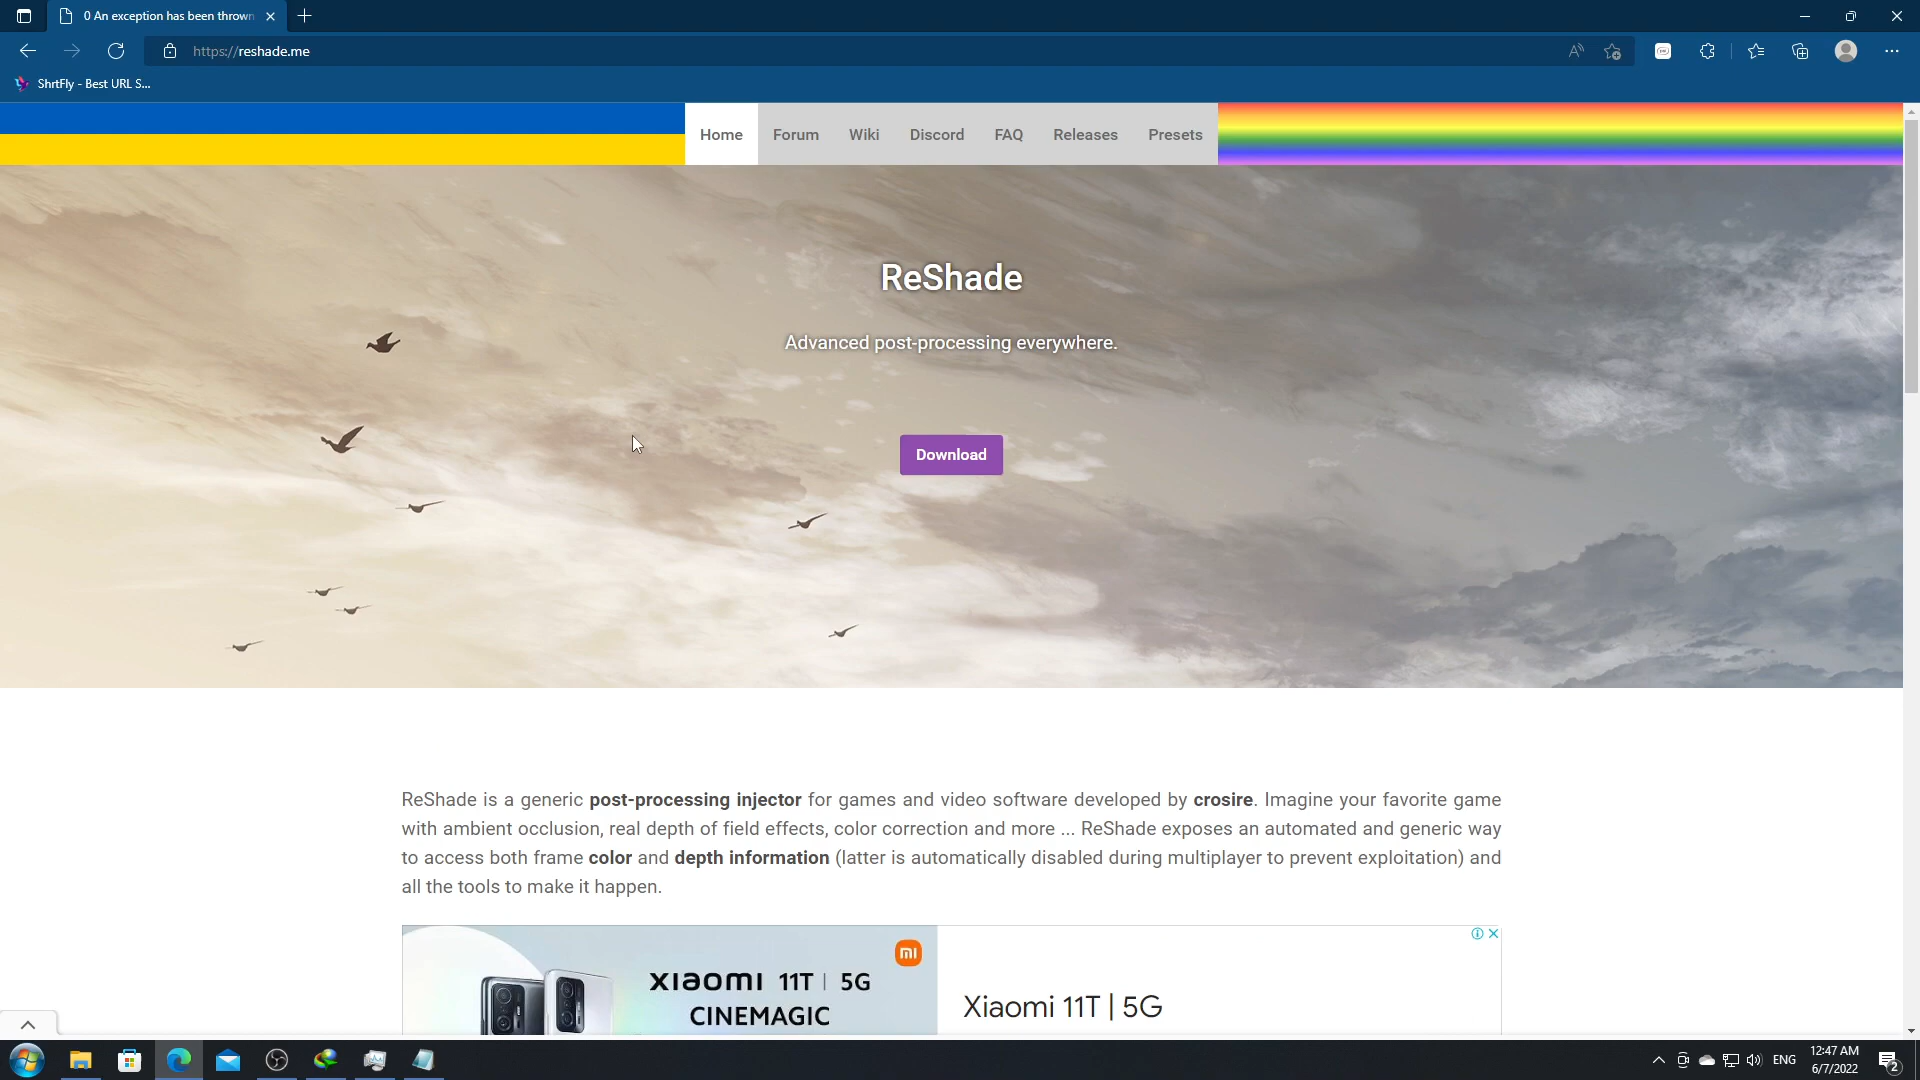 0 An exception has been thrown
https://reshade.me
ShrtFly - Best URL S...
Home Forum Wiki Discord FAQ Releases Presets
ReShade
Advanced post-processing everywhere.
Download
ReShade is a generic post-processing injector for games and video software developed by crosire. Imagine your favorite game
with ambient occlusion, real depth of field effects, color correction and more ... ReShade exposes an automated and generic way
to access both frame color and depth information (latter is automatically disabled during multiplayer to prevent exploitation) and
all the tools to make it happen.
mi
XIAOMI 11T | 5G
CINEMAGIC
Xiaomi 11T | 5G
ENG
12:47 AM
6/7/2022
2